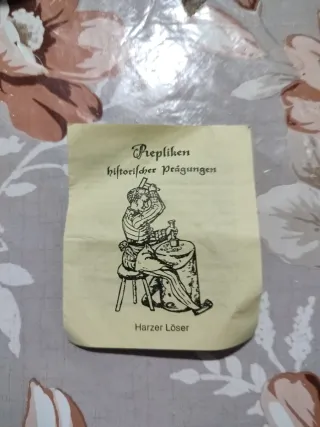 Repliken
hiſtoriſcher Prägungen
Harzer Löser